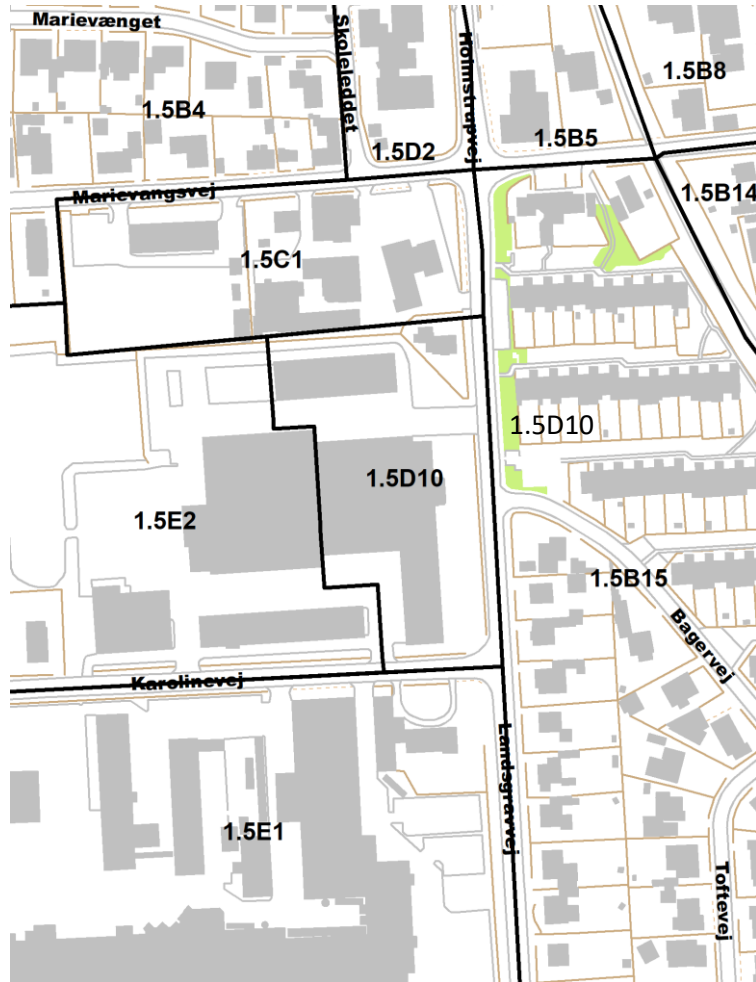 Marievænget
Skoleleddet
Holmstrupvej
1.5B8
1.5B4
1.5B5
1.5D2
1.5B14
Marievangsvej
1.5C1
1.5D10
1.5D10
1.5E2
1.5B15
Bagervej
Karolinevej
Landsgravvej
1.5E1
Toftevej